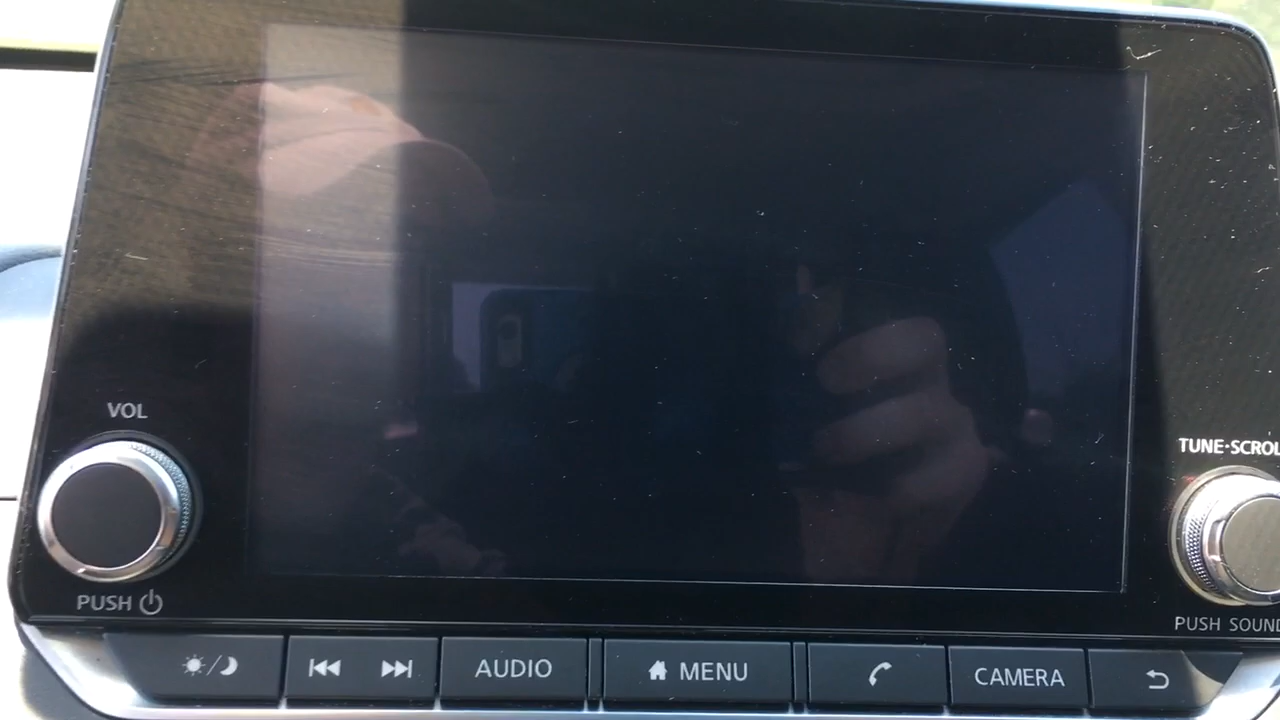 VOL
TUNE·SCROL
PUSH
PUSH SOUND
AUDIO
MENU
CAMERA